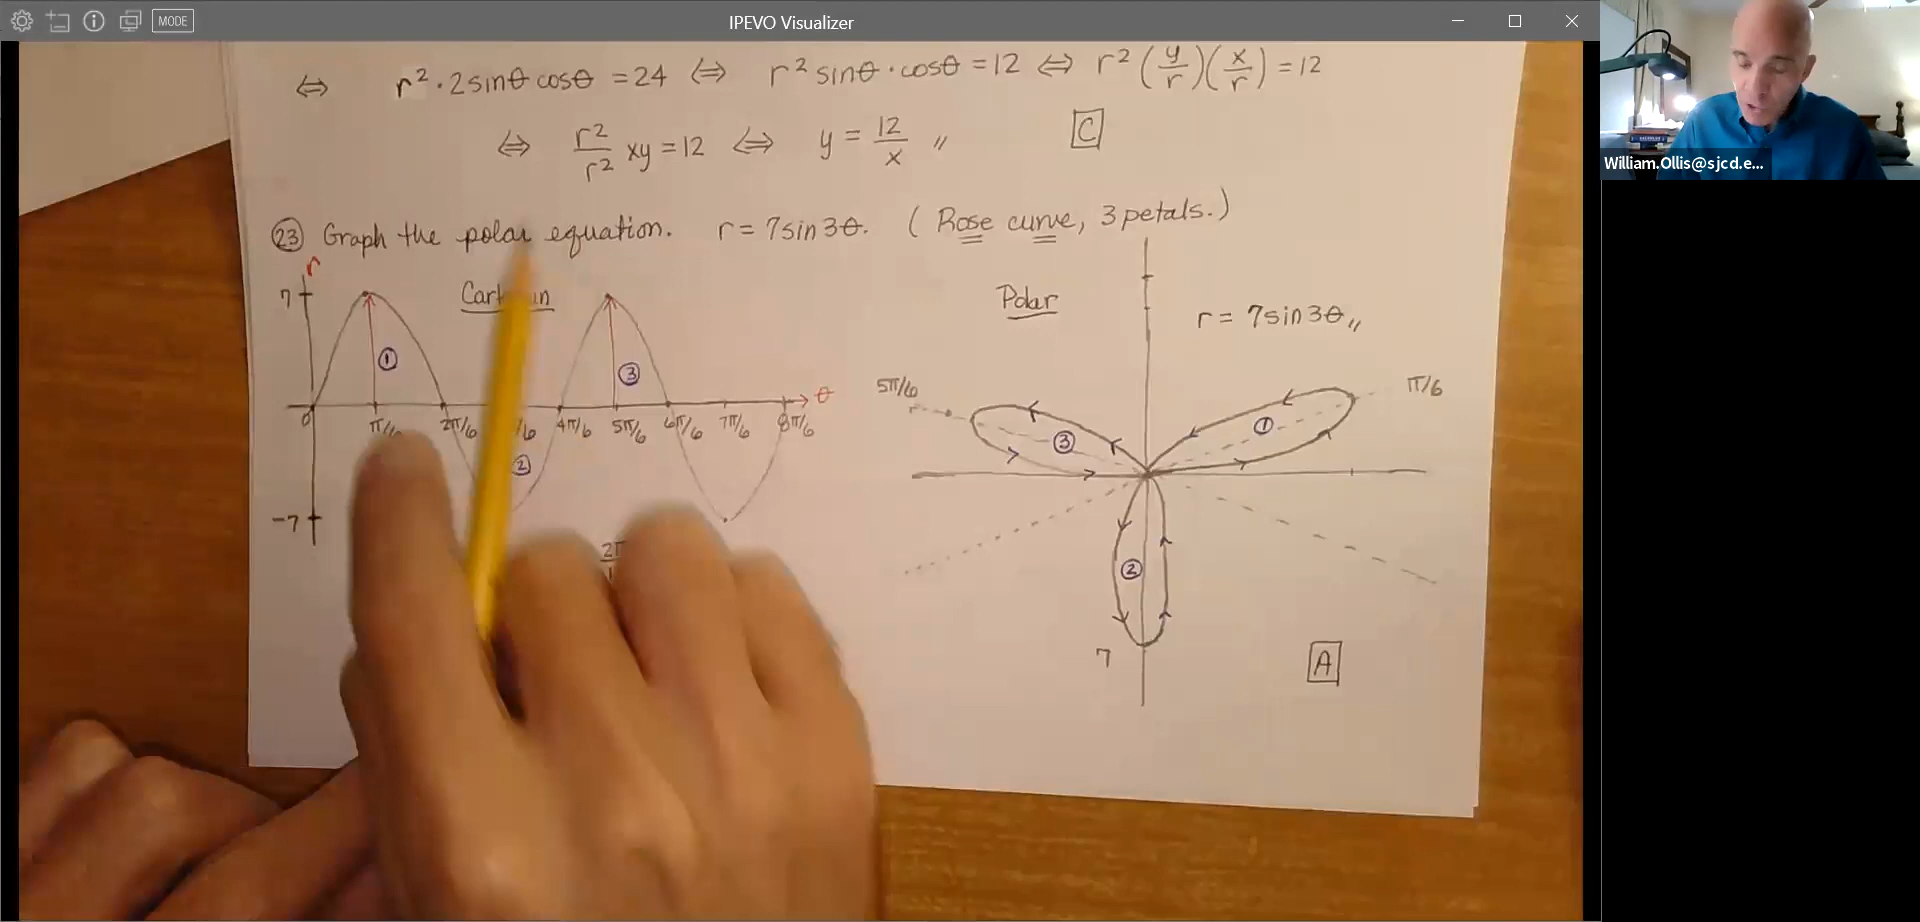 MODE
IPEVO Visualizer
William.Ollis@sjcd.e...
⇔ r² · 2sinθ cosθ = 24 ⇔ r² sinθ · cosθ = 12 ⇔ r² (y/r)(x/r) = 12
⇔ r²/r² xy = 12 ⇔ y = 12/x 〃 C
㉓ Graph the polar equation. r = 7sin3θ. (Rose curve, 3 petals.)
r
7
①
③
②
θ
0 2π/6 4π/6 5π/6 6π/6 7π/6 8π/6
-7
Polar
r = 7sin3θ〃
5π/6
π/6
③
①
②
7
A